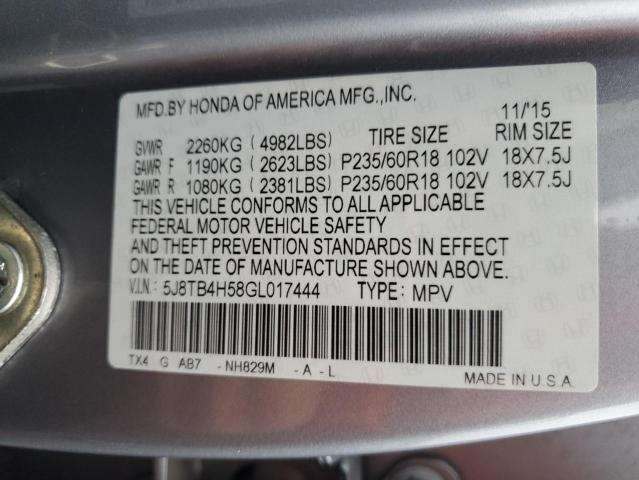 MFD.BY HONDA OF AMERICA MFG.,INC. 11/'15
GVWR 2260KG (4982LBS) TIRE SIZE RIM SIZE
GAWR F 1190KG (2623LBS) P235/60R18 102V 18X7.5J
GAWR R 1080KG (2381LBS) P235/60R18 102V 18X7.5J
THIS VEHICLE CONFORMS TO ALL APPLICABLE
FEDERAL MOTOR VEHICLE SAFETY
AND THEFT PREVENTION STANDARDS IN EFFECT
ON THE DATE OF MANUFACTURE SHOWN ABOVE.
V.I.N.: 5J8TB4H58GL017444 TYPE: MPV
TX4 G AB7 -NH829M -A-L
MADE IN U.S.A